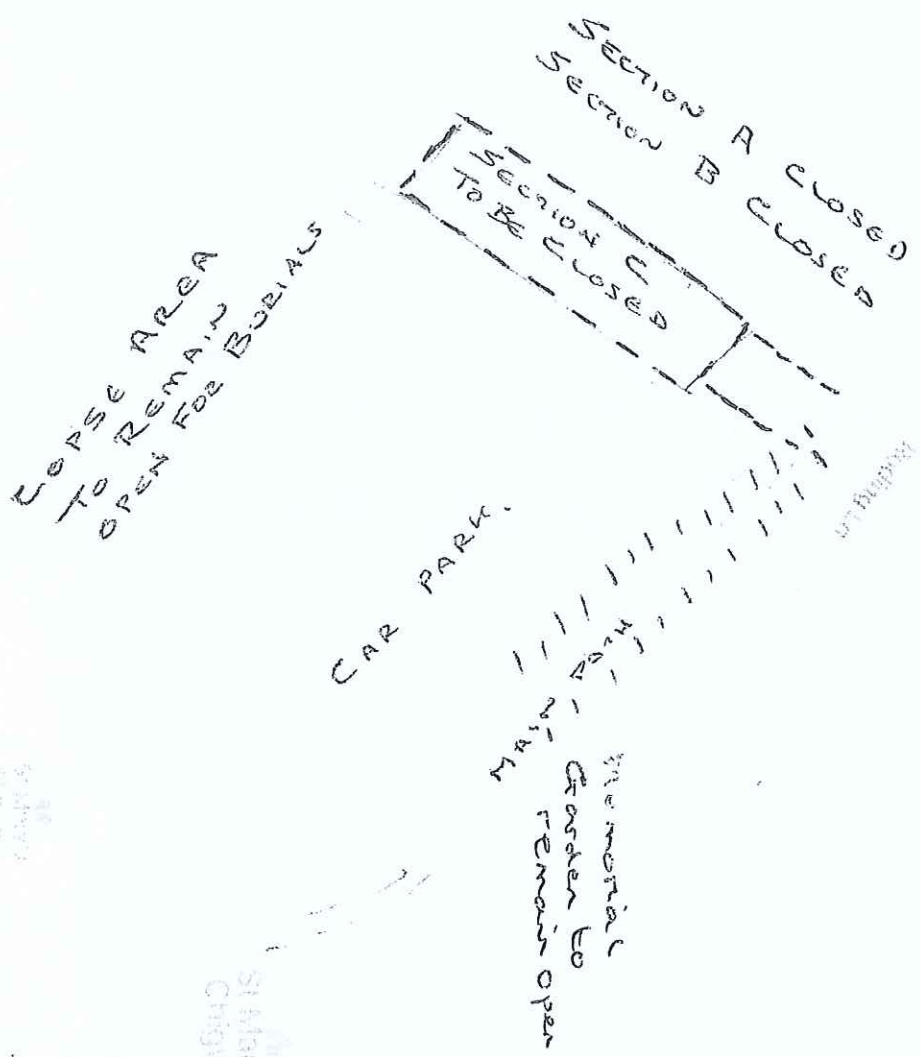 SECTION A CLOSED
SECTION B CLOSED
SECTION C
TO BE CLOSED
COPSE AREA
TO REMAIN
OPEN FOR BURIALS
CAR PARK.
MAIN PATH
Memorial
Garden to
remain open